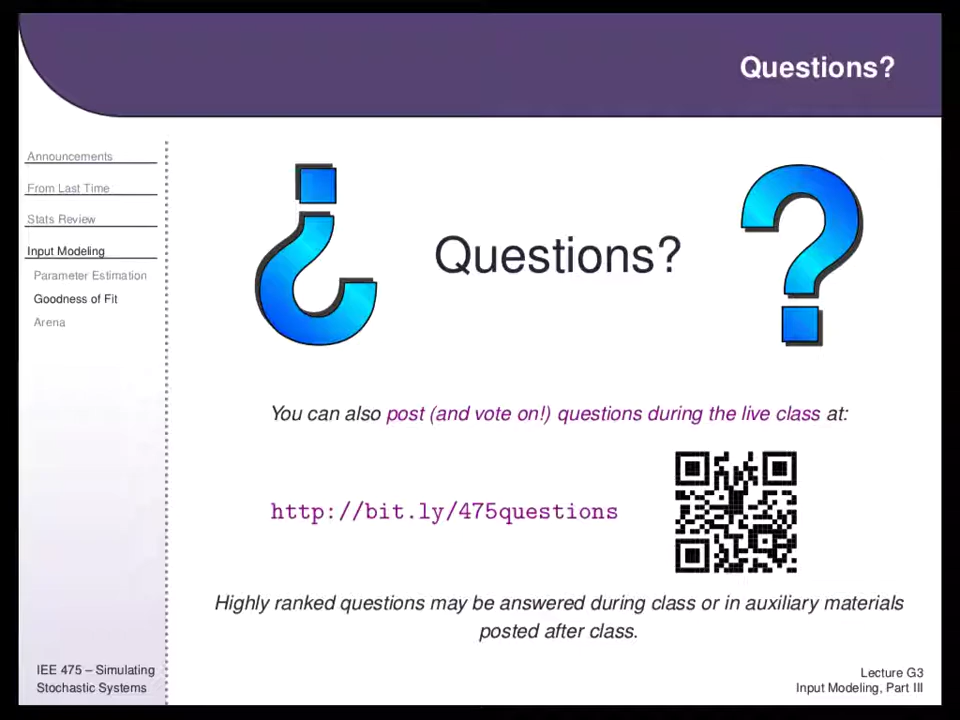 Questions?
Announcements
From Last Time
Stats Review
Input Modeling
Parameter Estimation
Goodness of Fit
Arena
¿ Questions? ?
You can also post (and vote on!) questions during the live class at:
http://bit.ly/475questions
Highly ranked questions may be answered during class or in auxiliary materials
posted after class.
IEE 475 – Simulating
Stochastic Systems
Lecture G3
Input Modeling, Part III